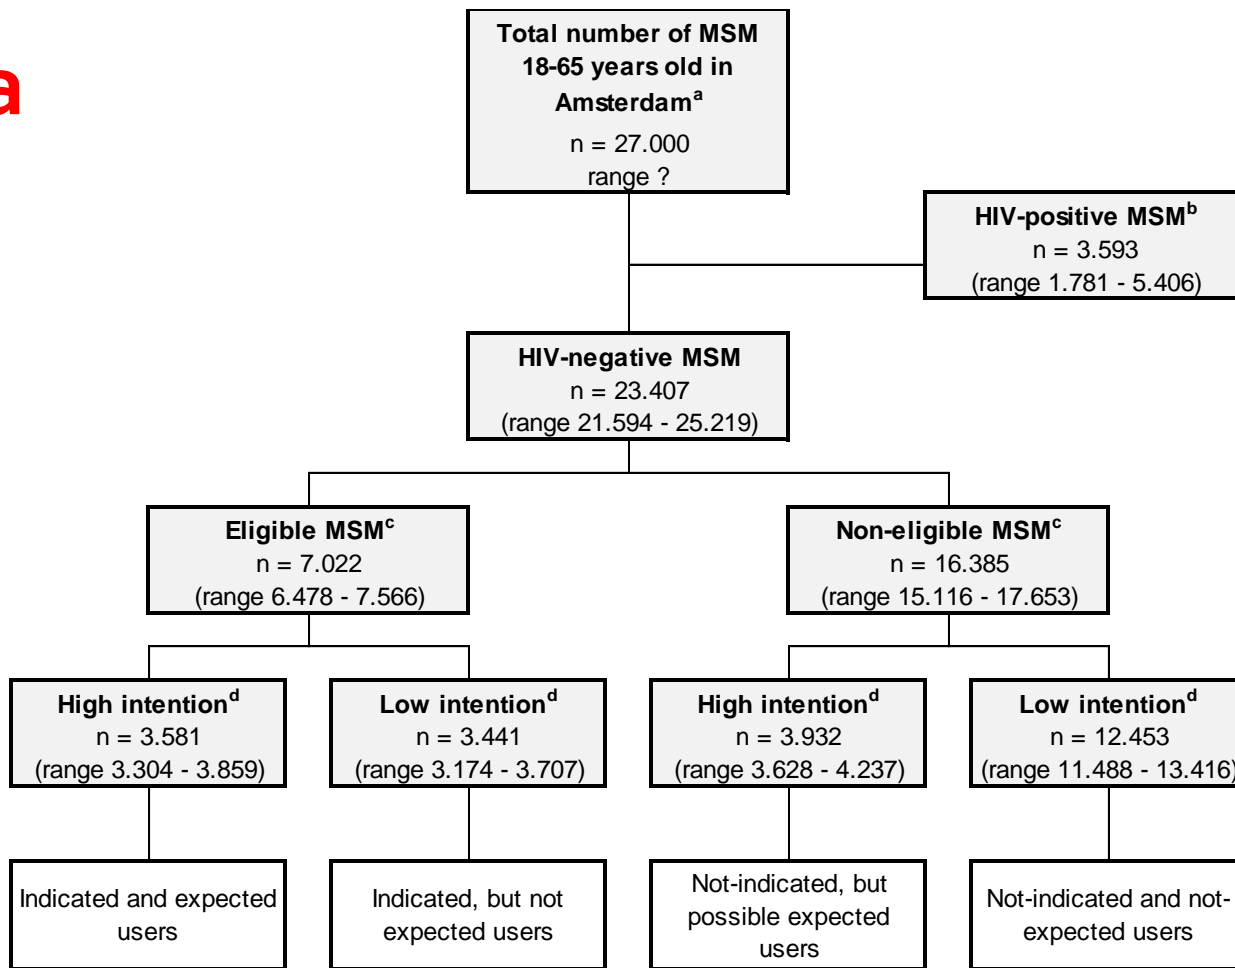 a
Total number of MSM
18-65 years old in
Amsterdamᵃ
n = 27.000
range ?
HIV-positive MSMᵇ
n = 3.593
(range 1.781 - 5.406)
HIV-negative MSM
n = 23.407
(range 21.594 - 25.219)
Eligible MSMᶜ
n = 7.022
(range 6.478 - 7.566)
Non-eligible MSMᶜ
n = 16.385
(range 15.116 - 17.653)
High intentionᵈ
n = 3.581
(range 3.304 - 3.859)
Low intentionᵈ
n = 3.441
(range 3.174 - 3.707)
High intentionᵈ
n = 3.932
(range 3.628 - 4.237)
Low intentionᵈ
n = 12.453
(range 11.488 - 13.416)
Indicated and expected
users
Indicated, but not
expected users
Not-indicated, but
possible expected
users
Not-indicated and not-
expected users